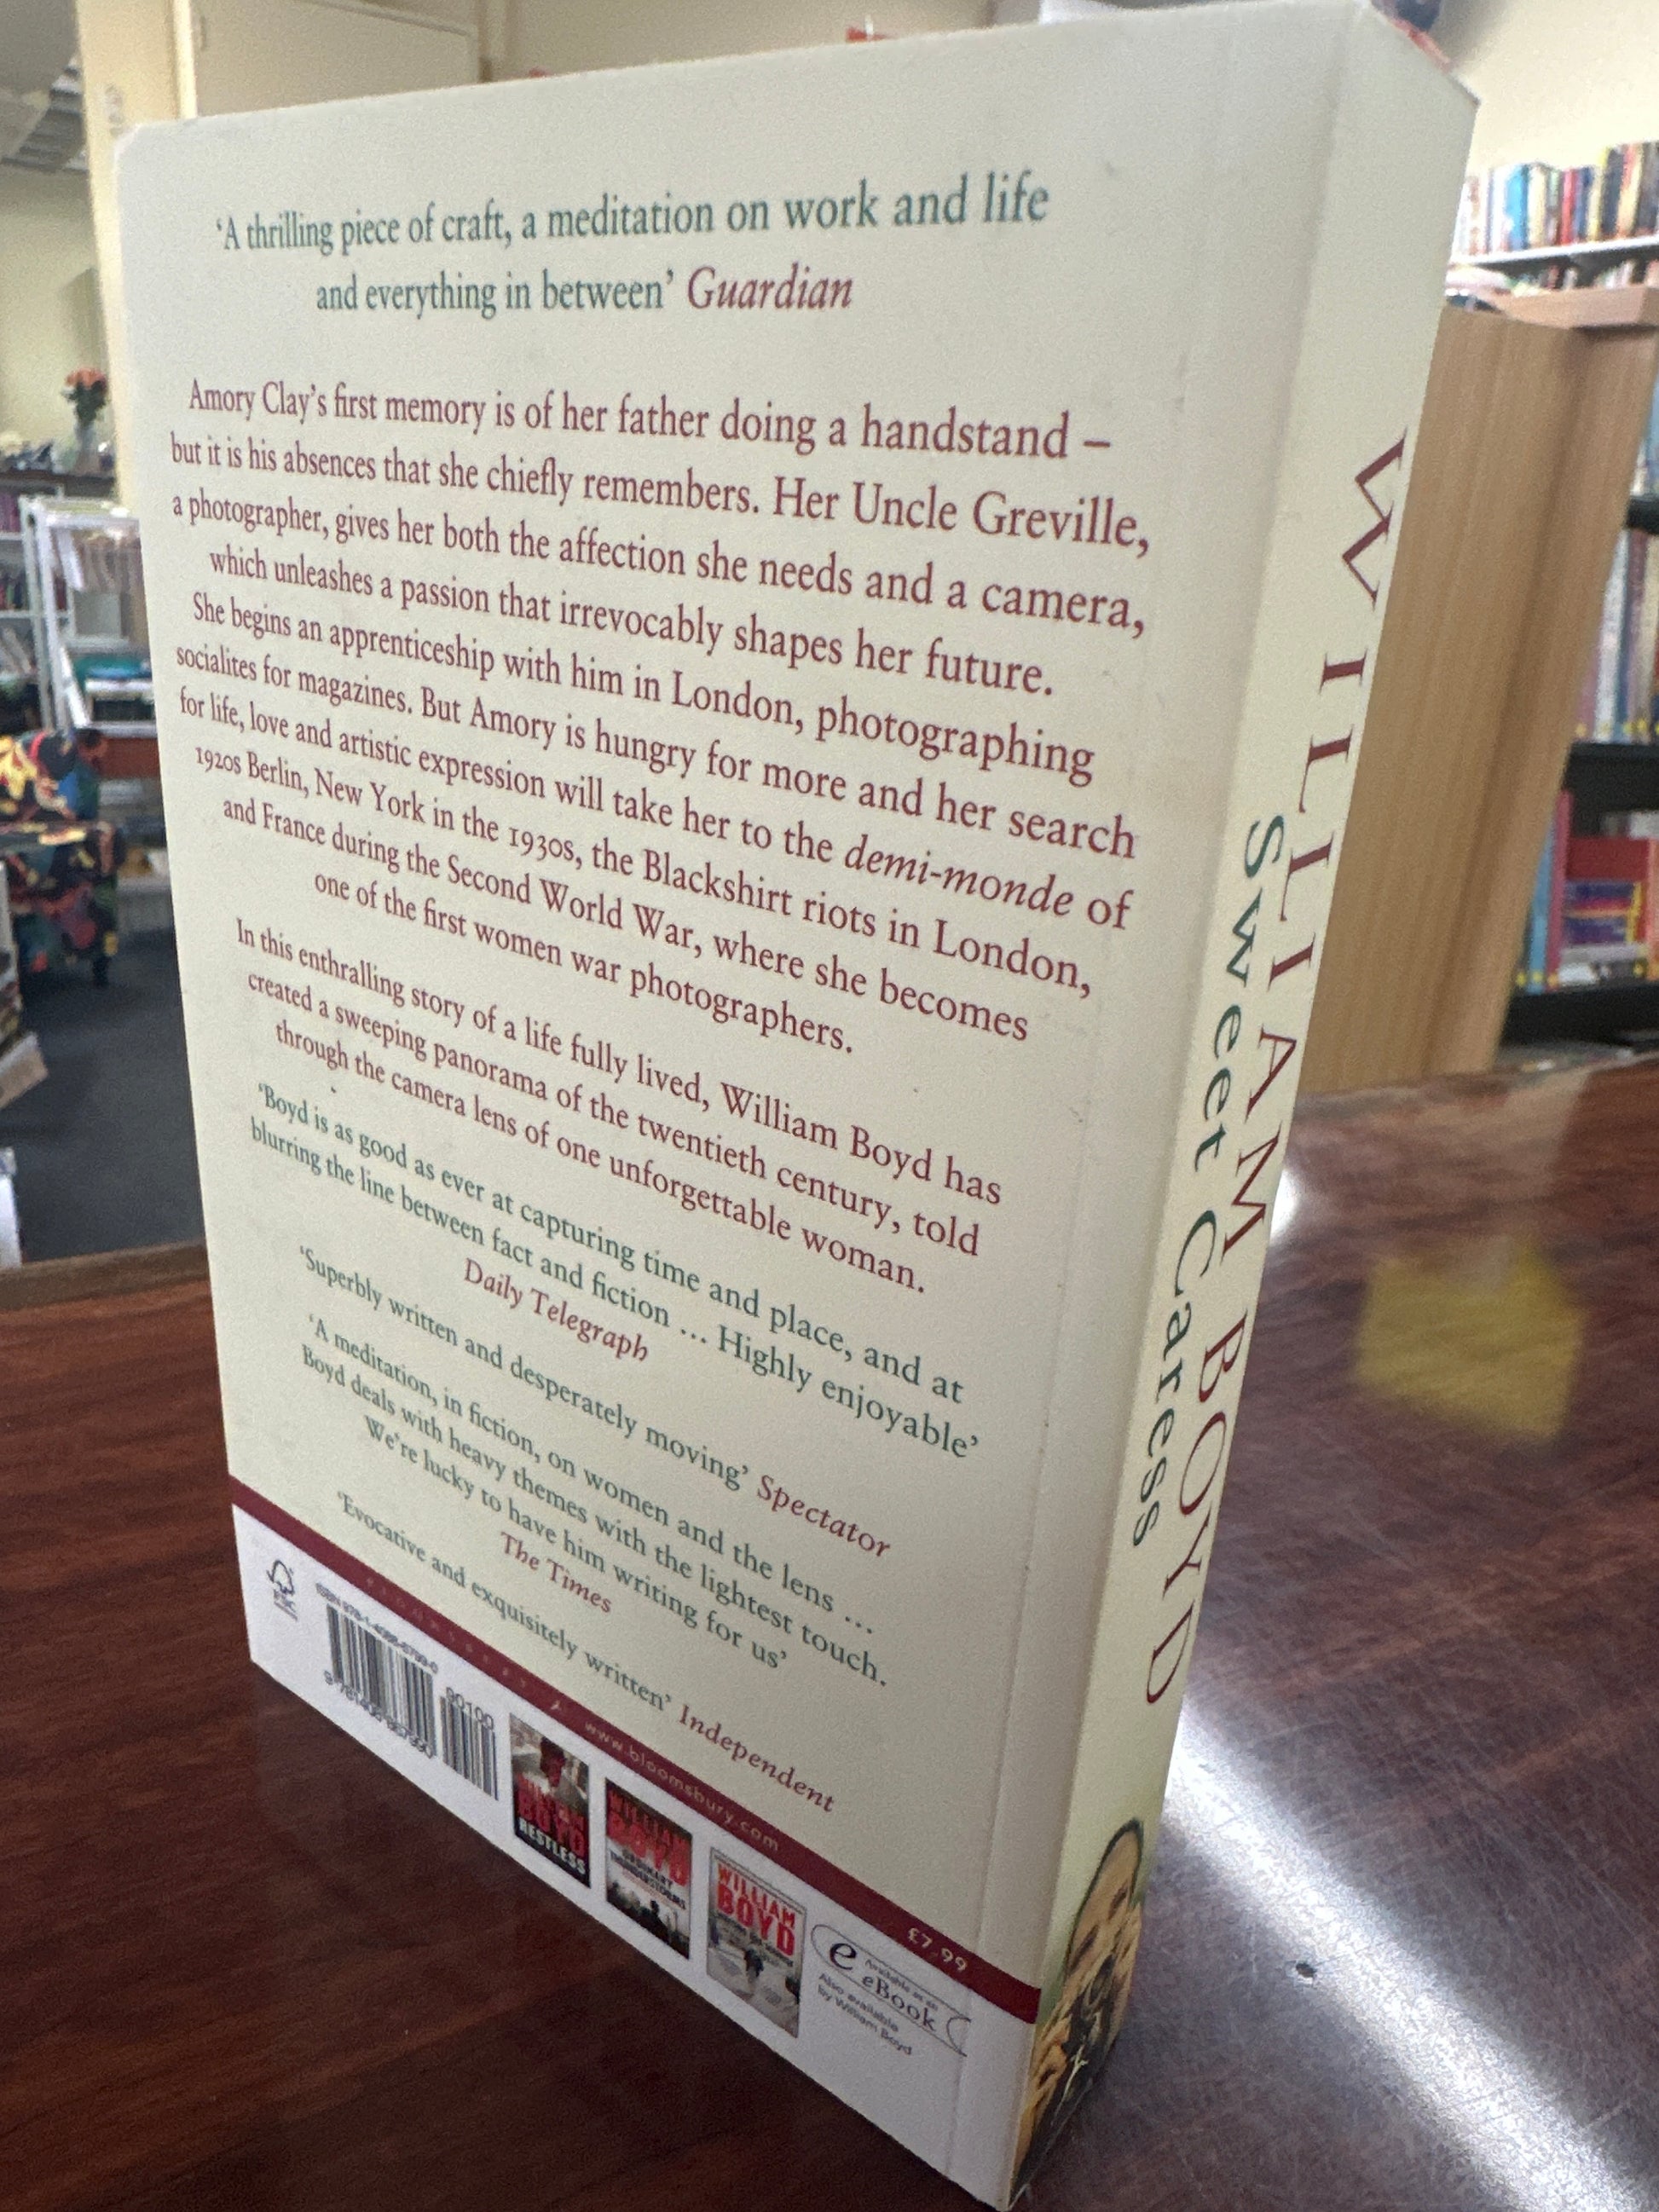 ‘A thrilling piece of craft, a meditation on work and life
and everything in between’ Guardian
Amory Clay’s first memory is of her father doing a handstand –
but it is his absences that she chiefly remembers. Her Uncle Greville,
a photographer, gives her both the affection she needs and a camera,
which unleashes a passion that irrevocably shapes her future.
She begins an apprenticeship with him in London, photographing
socialites for magazines. But Amory is hungry for more and her search
for life, love and artistic expression will take her to the demi-monde of
1920s Berlin, New York in the 1930s, the Blackshirt riots in London,
and France during the Second World War, where she becomes
one of the first women war photographers.
In this enthralling story of a life fully lived, William Boyd has
created a sweeping panorama of the twentieth century, told
through the camera lens of one unforgettable woman.
‘Boyd is as good as ever at capturing time and place, and at
blurring the line between fact and fiction ... Highly enjoyable’
Daily Telegraph
‘Superbly written and desperately moving’ Spectator
‘A meditation, in fiction, on women and the lens ...
Boyd deals with heavy themes with the lightest touch.
We’re lucky to have him writing for us’
The Times
‘Evocative and exquisitely written’ Independent
www.bloomsbury.com
£7.99
FSC
90100
WILLIAM
BOYD
RESTLESS
WILLIAM
BOYD
ORDINARY
THUNDERSTORMS
WILLIAM
BOYD
e
Available as an
eBook
Also available
by William Boyd
WILLIAM BOYD
Sweet Caress